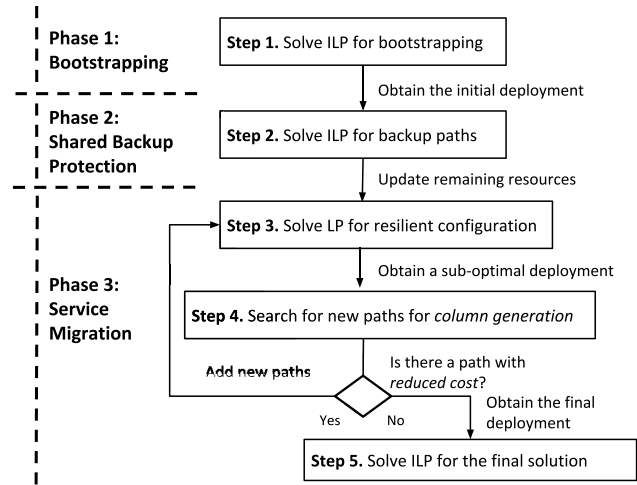 Phase 1:
Bootstrapping
Step 1. Solve ILP for bootstrapping
Obtain the initial deployment
Phase 2:
Shared Backup
Protection
Step 2. Solve ILP for backup paths
Update remaining resources
Phase 3:
Service
Migration
Step 3. Solve LP for resilient configuration
Obtain a sub-optimal deployment
Step 4. Search for new paths for column generation
Add new paths
Is there a path with
reduced cost?
Yes
No
Obtain the final
deployment
Step 5. Solve ILP for the final solution